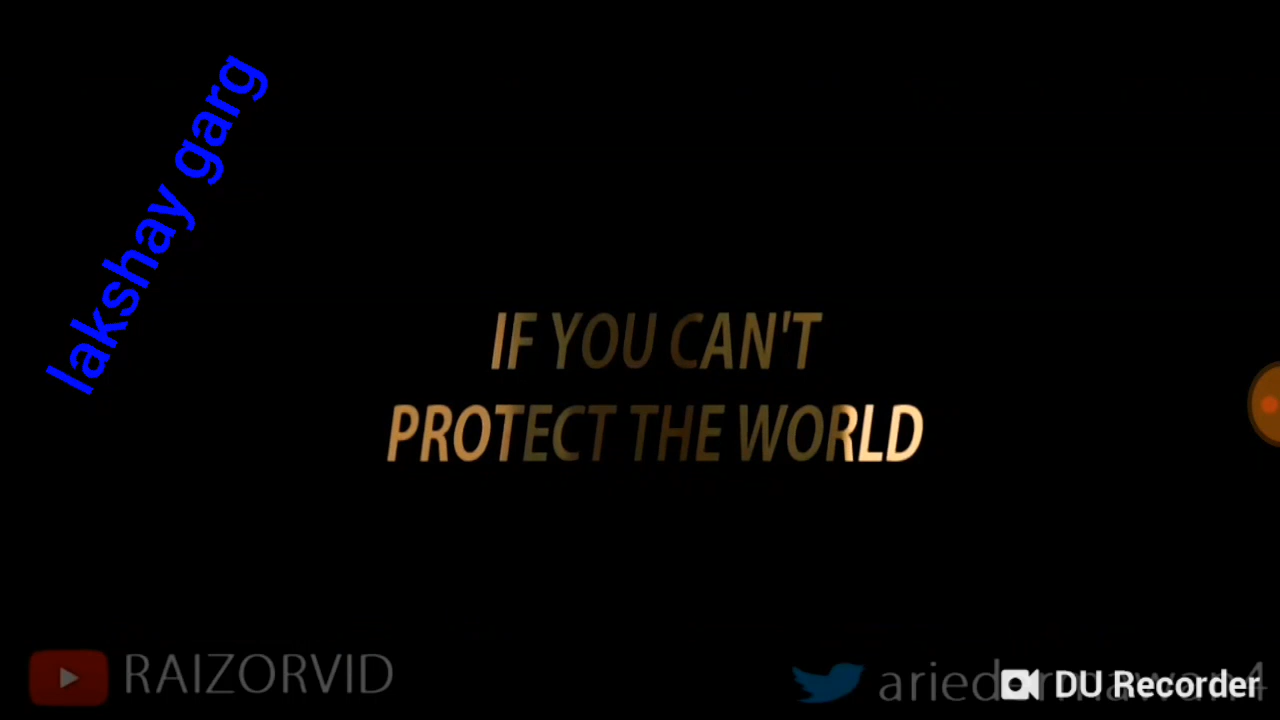 lakshay garg
IF YOU CAN'T
PROTECT THE WORLD
RAIZORVID
DU Recorder